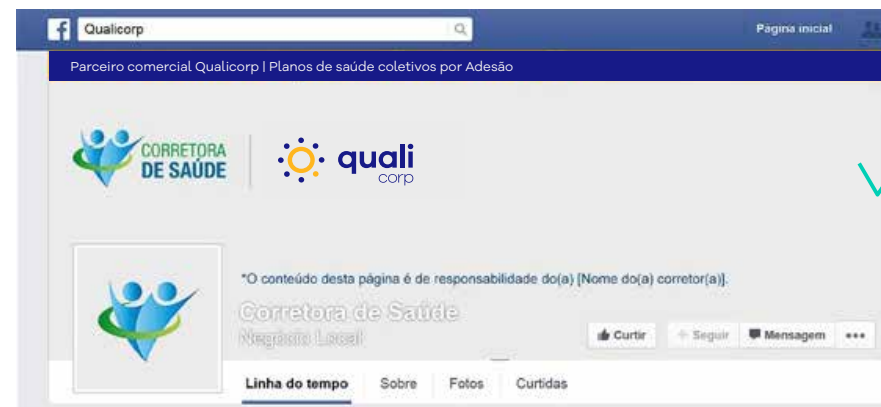 Qualicorp
Página inicial
Parceiro comercial Qualicorp | Planos de saúde coletivos por Adesão
CORRETORA
DE SAÚDE
quali
corp
*O conteúdo desta página é de responsabilidade do(a) [Nome do(a) corretor(a)].
Corretora de Saúde
Negócio Local
Curtir
+ Seguir
Mensagem
Linha do tempo
Sobre
Fotos
Curtidas